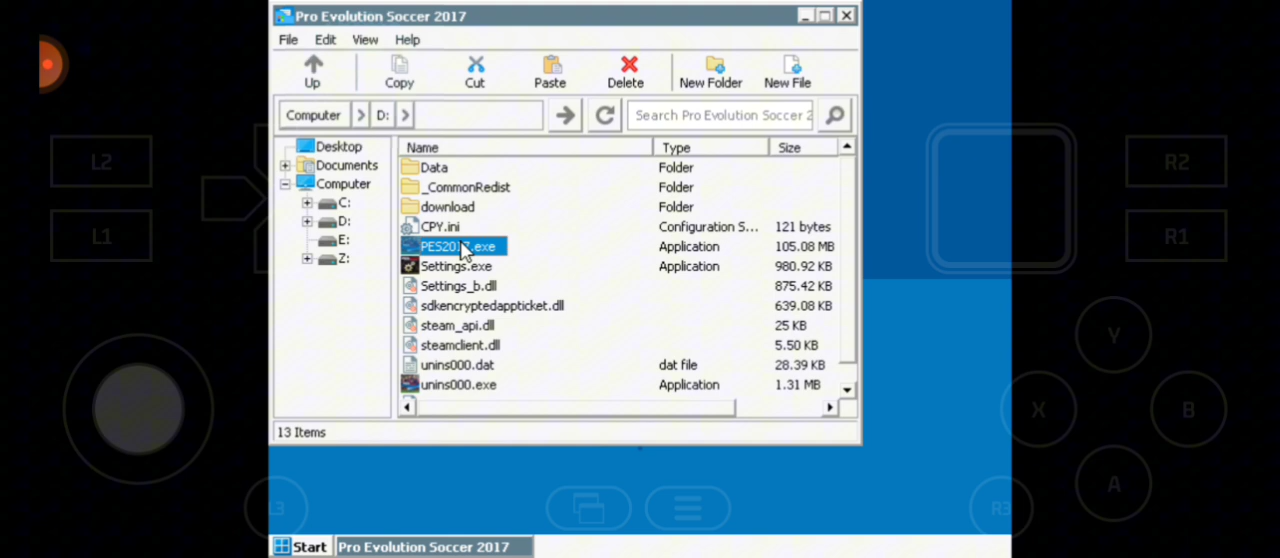 Pro Evolution Soccer 2017
File Edit View Help
Up Copy Cut Paste Delete New Folder New File
Computer D: Search Pro Evolution Soccer 2
Desktop
Documents
Computer
C:
D:
E:
Z:
Name Type Size
Data Folder
_CommonRedist Folder
download Folder
CPY.ini Configuration S... 121 bytes
PES2017.exe Application 105.08 MB
Settings.exe Application 980.92 KB
Settings_b.dll 875.42 KB
sdkencryptedappticket.dll 639.08 KB
steam_api.dll 25 KB
steamclient.dll 5.50 KB
unins000.dat dat file 28.39 KB
unins000.exe Application 1.31 MB
13 Items
L2
L1
R2
R1
Y
X
B
A
L3
R3
Start Pro Evolution Soccer 2017